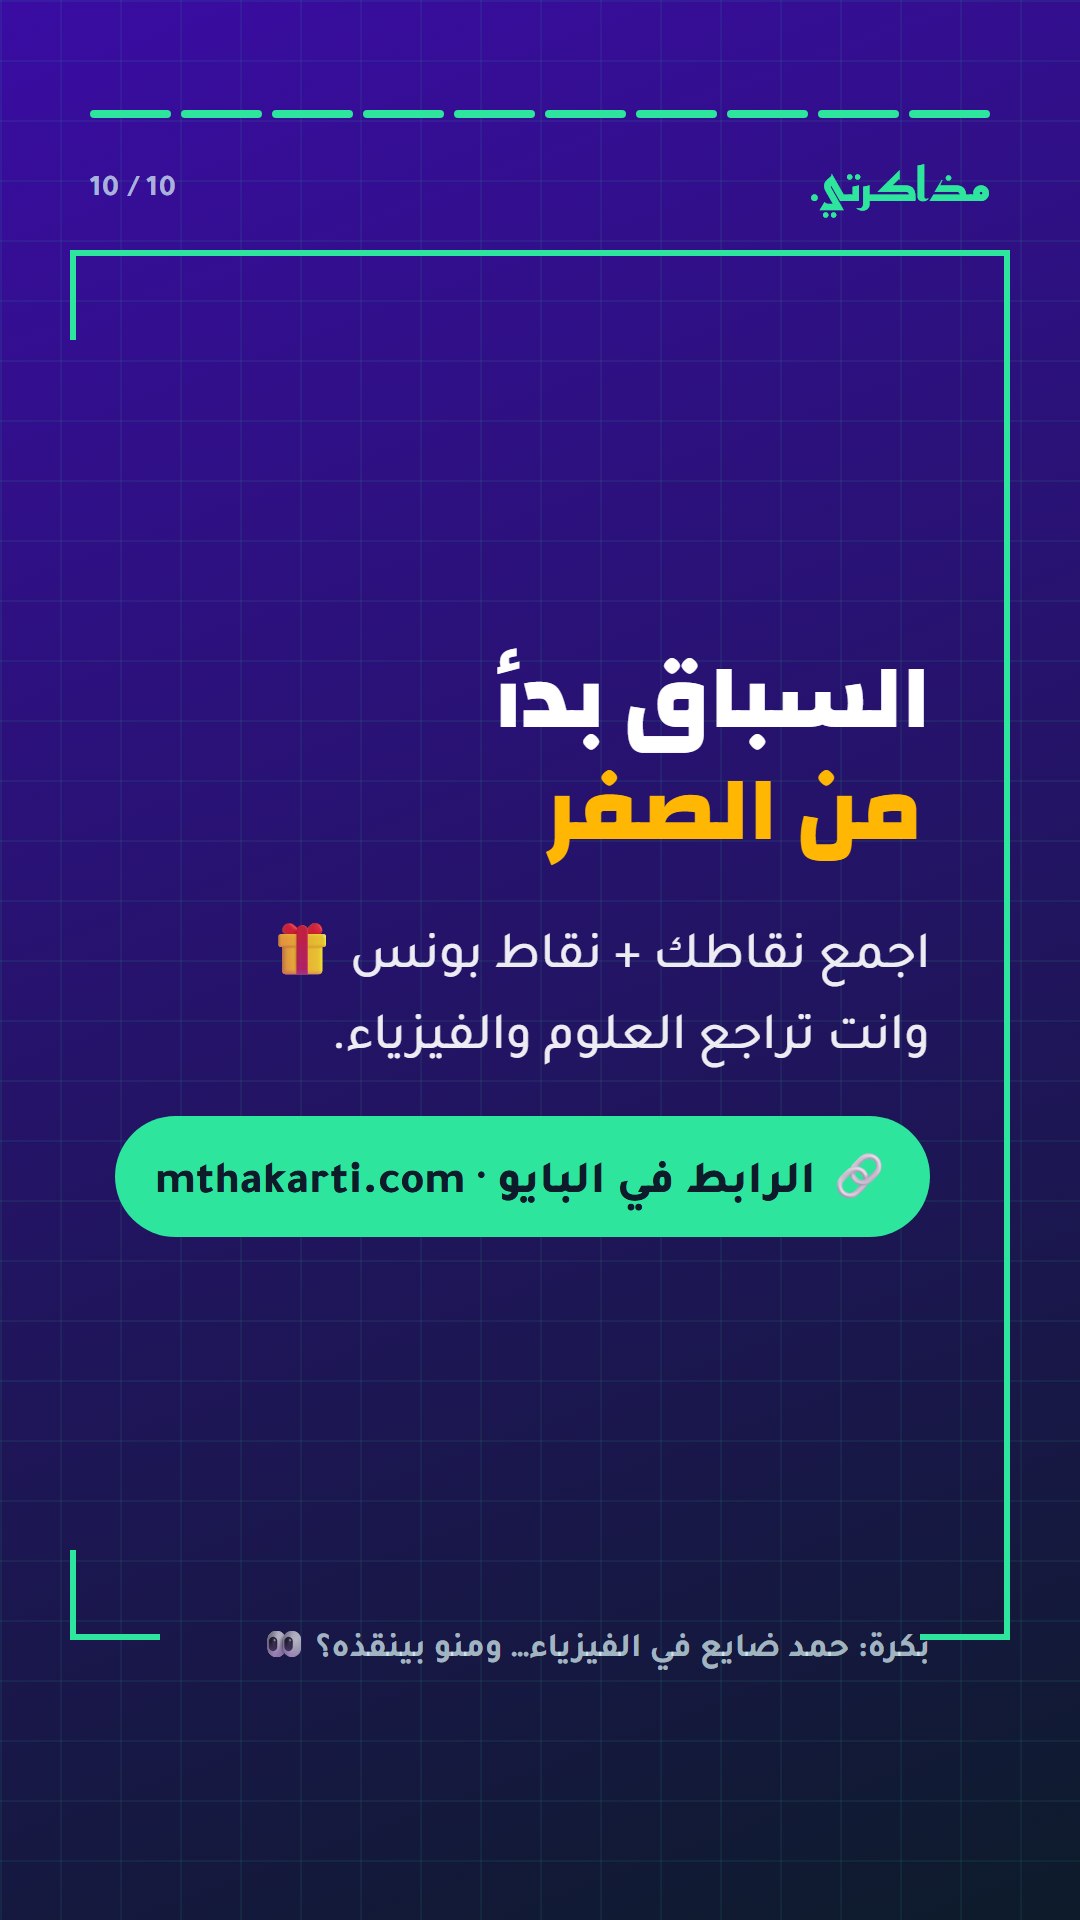 مذاكرتي.
10 / 10
السباق بدأ
من الصفر
اجمع نقاطك + نقاط بونس 🎁
وانت تراجع العلوم والفيزياء.
🔗 الرابط في البايو · mthakarti.com
بكرة: حمد ضايع في الفيزياء... ومنو بينقذه؟ 👀